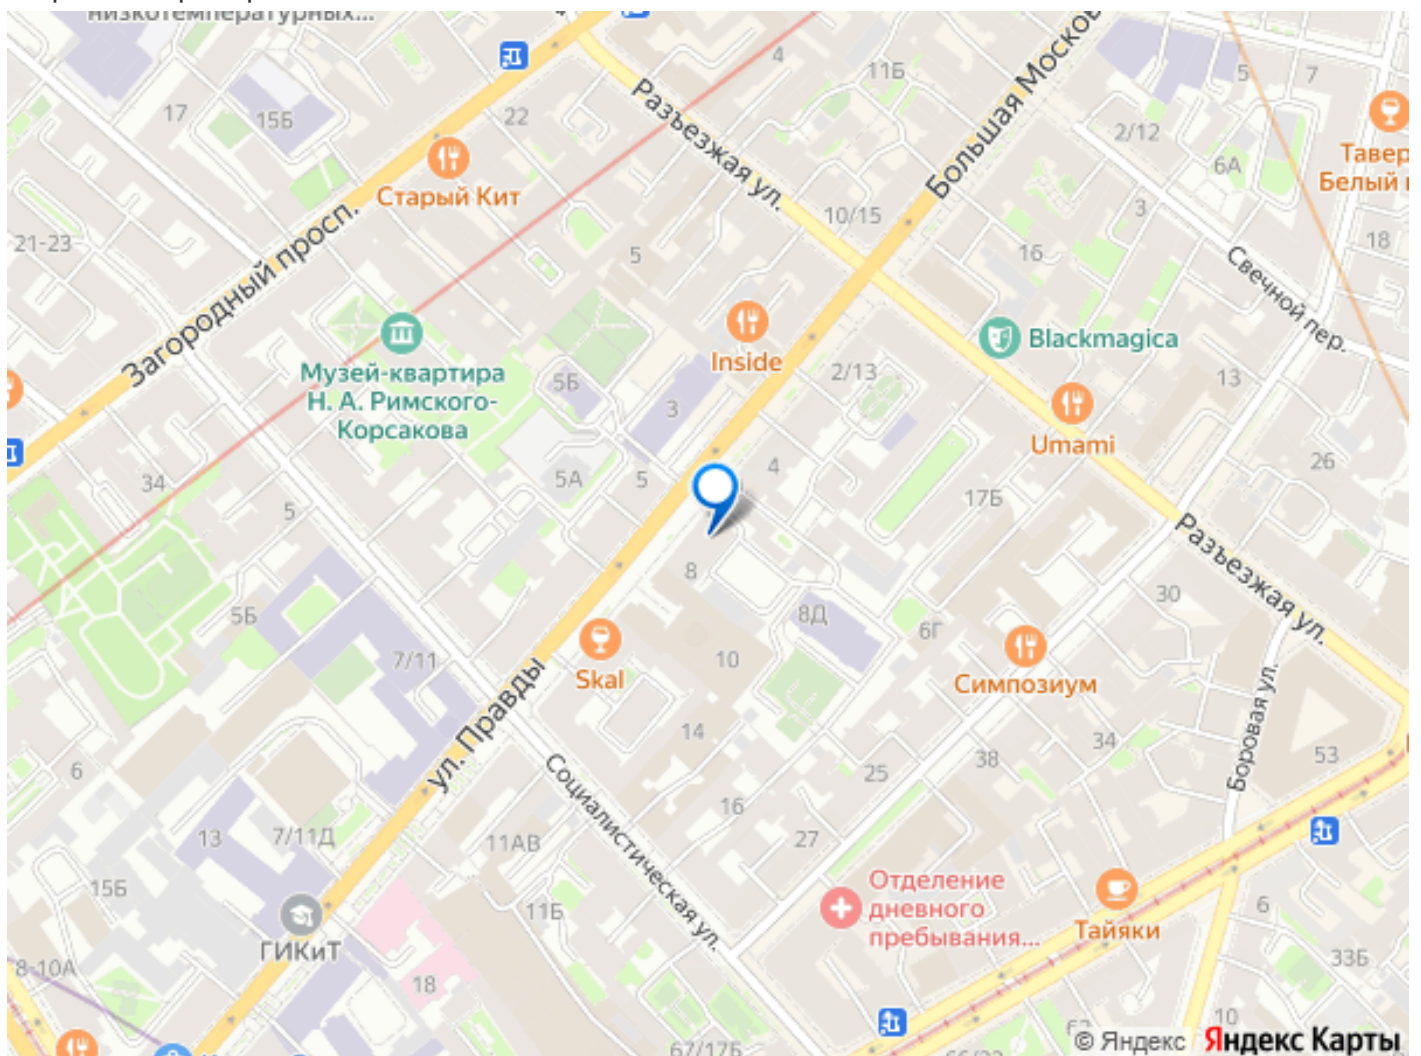 низкотемпературных...
Большая Москов
4
11Б
5
7
17
15Б
22
Разъезжая ул.
2/12
Тавер
Белый
6А
Старый Кит
3
10/15
18
21-23
5
16
Свечной пер.
Загородный просп.
Inside
Blackmagica
Музей-квартира
Н. А. Римского-
Корсакова
5Б
2/13
13
3
Umami
34
5А
5
4
17Б
26
5
Разъезжая ул.
8
30
5Б
8Д
6Г
7/11
Skal
10
Симпозиум
ул. Правды
14
38
34
Боровая ул.
53
6
Социалистическая ул.
25
16
13
7/11Д
11АВ
27
15Б
Отделение
дневного
пребывания...
Тайяки
11Б
6
ГИКиТ
8-10А
18
33Б
10
67/17Б
© Яндекс Яндекс Карты